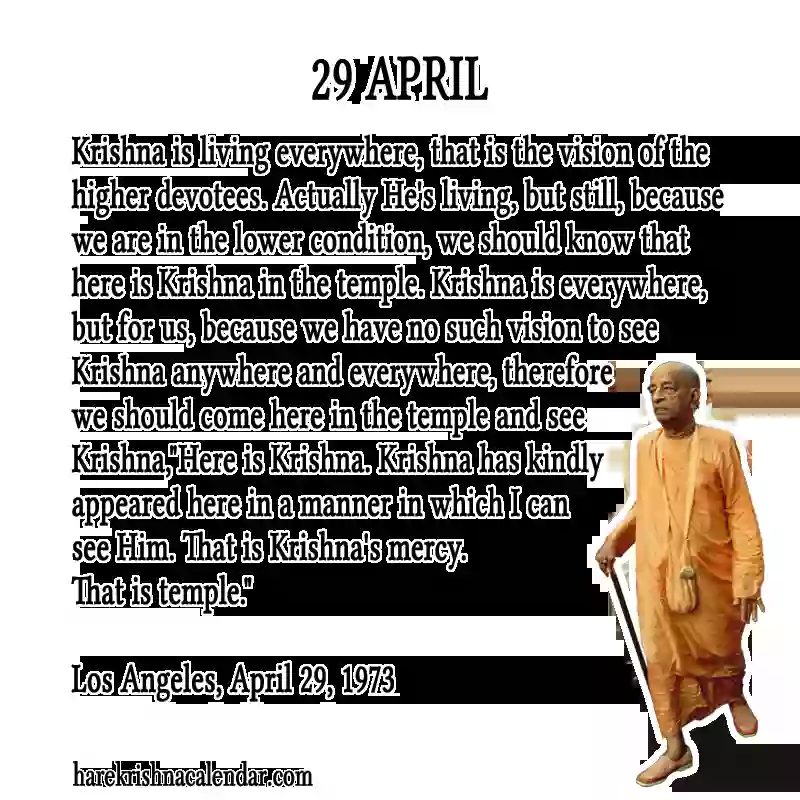 29 APRIL
Krishna is living everywhere, that is the vision of the
higher devotees. Actually He's living, but still, because
we are in the lower condition, we should know that
here is Krishna in the temple. Krishna is everywhere,
but for us, because we have no such vision to see
Krishna anywhere and everywhere, therefore
we should come here in the temple and see
Krishna,"Here is Krishna. Krishna has kindly
appeared here in a manner in which I can
see Him. That is Krishna's mercy.
That is temple."
Los Angeles, April 29, 1973
harekrishnacalendar.com